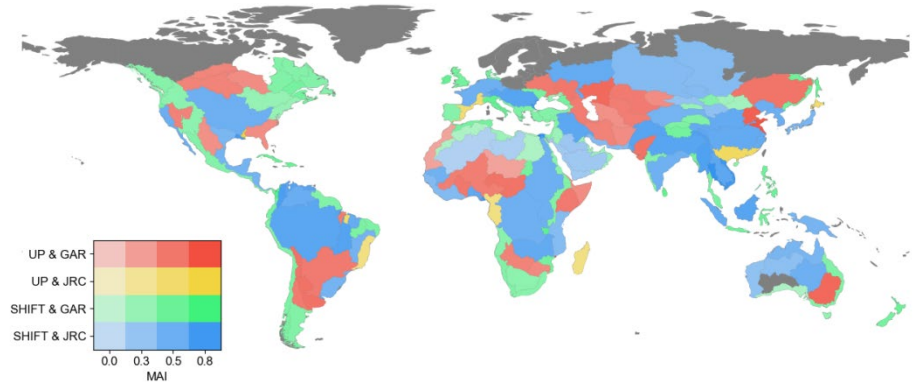 UP & GAR
UP & JRC
SHIFT & GAR
SHIFT & JRC
0.0 0.3 0.5 0.8
MAI